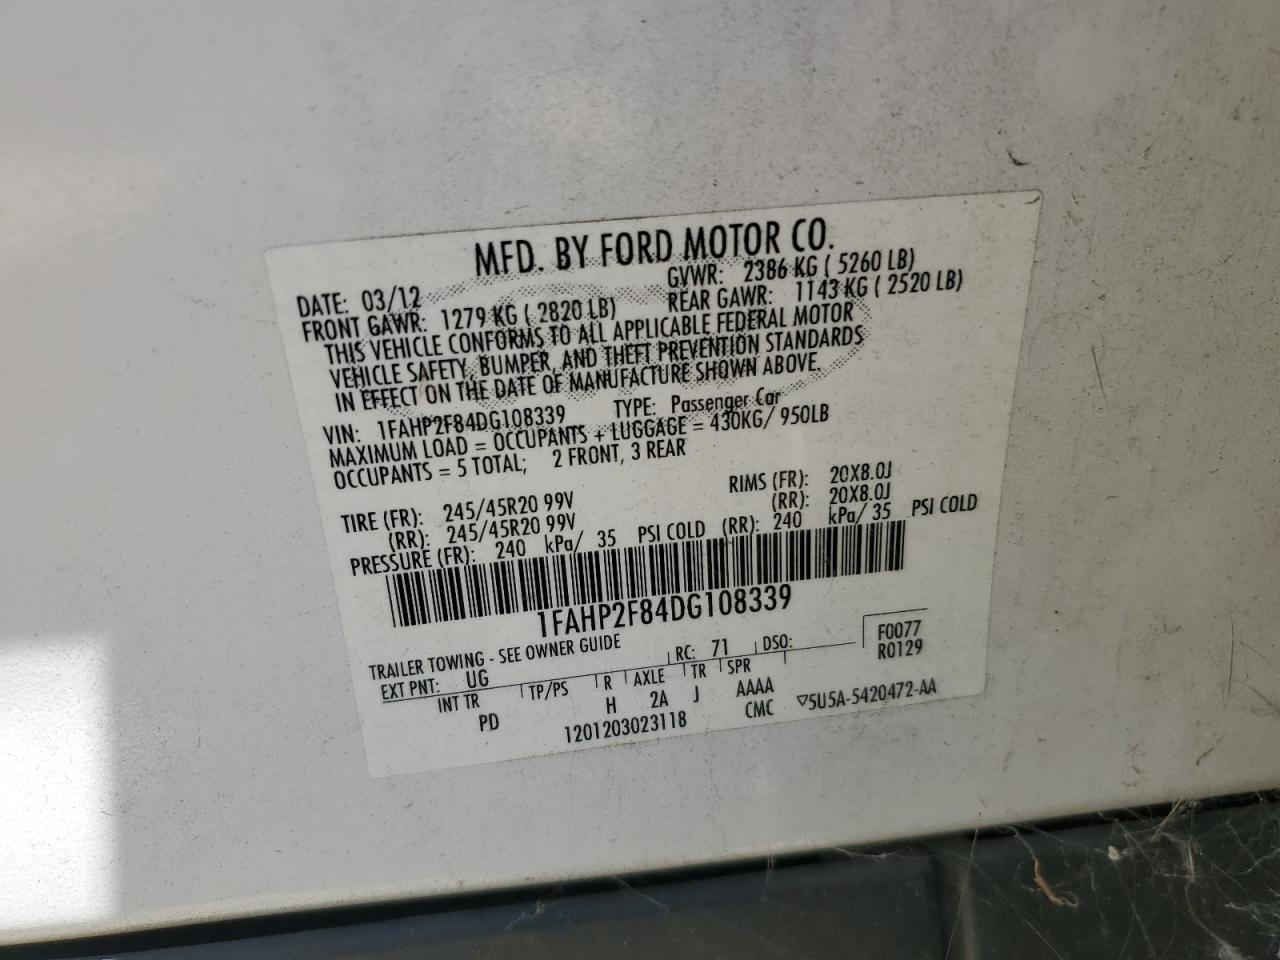 MFD. BY FORD MOTOR CO.
DATE: 03/12 GVWR: 2386 KG ( 5260 LB)
FRONT GAWR: 1279 KG ( 2820 LB) REAR GAWR: 1143 KG ( 2520 LB)
THIS VEHICLE CONFORMS TO ALL APPLICABLE FEDERAL MOTOR
VEHICLE SAFETY, BUMPER, AND THEFT PREVENTION STANDARDS
IN EFFECT ON THE DATE OF MANUFACTURE SHOWN ABOVE.
VIN: 1FAHP2F84DG108339 TYPE: Passenger Car
MAXIMUM LOAD = OCCUPANTS + LUGGAGE = 430KG/ 950LB
OCCUPANTS = 5 TOTAL; 2 FRONT, 3 REAR
TIRE (FR): 245/45R20 99V RIMS (FR): 20X8.0J
(RR): 245/45R20 99V (RR): 20X8.0J
PRESSURE (FR): 240 kPa/ 35 PSI COLD (RR): 240 kPa/ 35 PSI COLD
1FAHP2F84DG108339
TRAILER TOWING - SEE OWNER GUIDE
EXT PNT: UG RC: 71 DSO: F0077
R0129
INT TR TP/PS R AXLE TR SPR
PD H 2A J AAAA
1201203023118 CMC ▽5U5A-5420472-AA